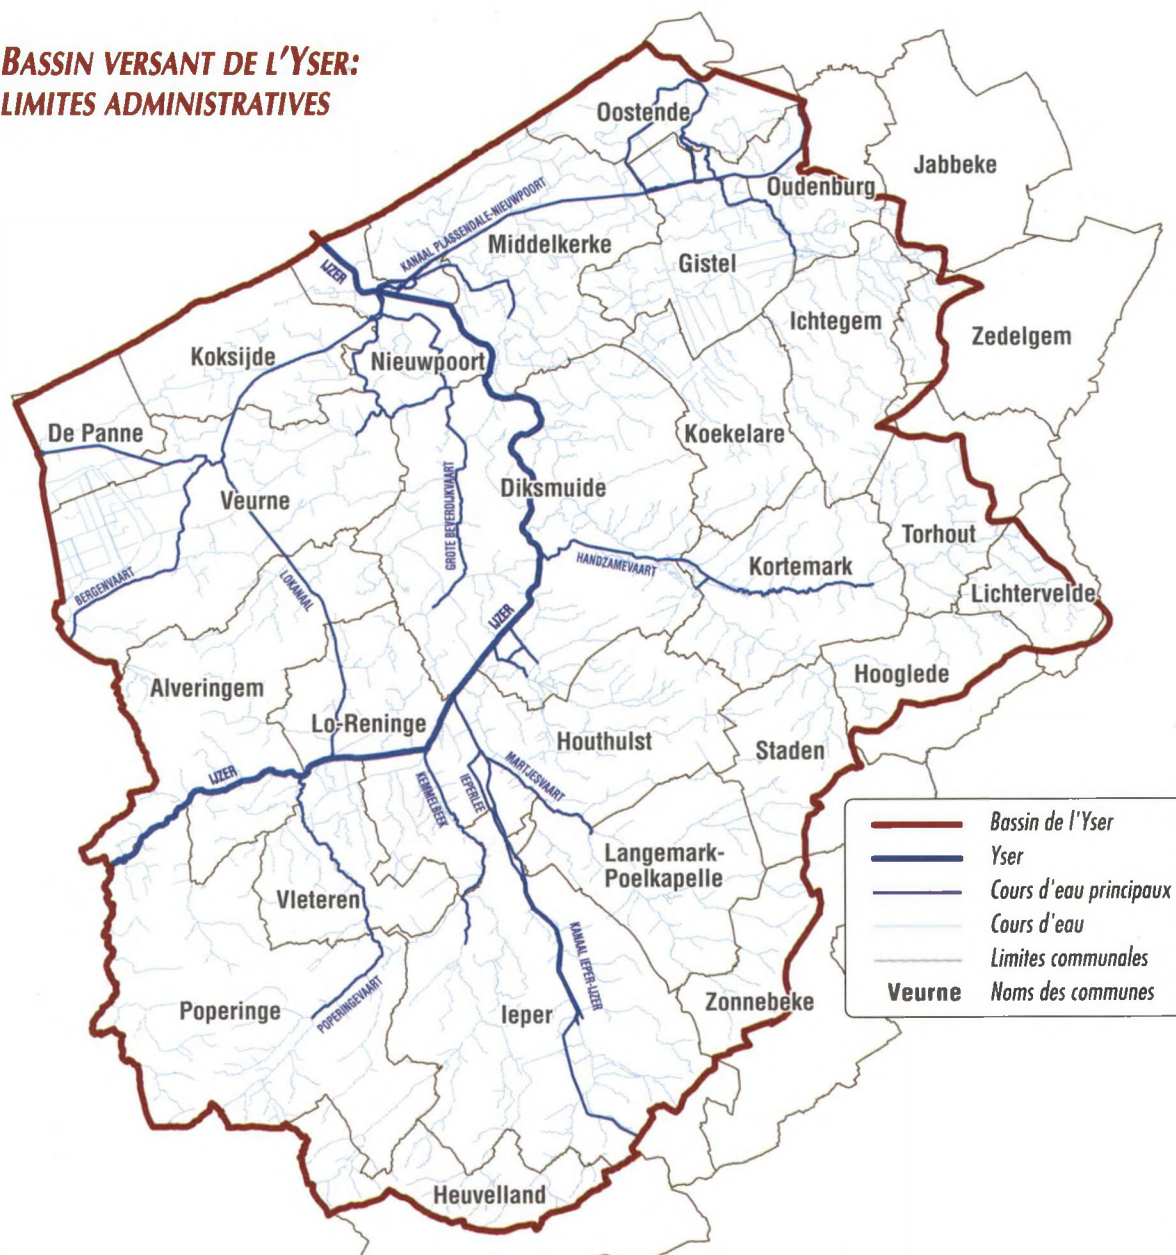 BASSIN VERSANT DE L'YSER:
LIMITES ADMINISTRATIVES
Oostende
Jabbeke
Oudenburg
KANAAL PLASSENDALE-NIEUWPOORT
Middelkerke
Gistel
IJZER
Ichtegem
Zedelgem
Koksijde
Nieuwpoort
De Panne
Koekelare
Veurne
Diksmuide
GROTE BEVERDIJKVAART
Torhout
HANDZAMEVAART
Kortemark
BERGENVAART
LOKANAAL
Lichtervelde
IJZER
Alveringem
Hooglede
Lo-Reninge
Houthulst
Staden
IJZER
KEMMELBEEK
IEPERLEE
MARTJESVAART
Langemark-
Poelkapelle
Vleteren
KANAAL IEPER-IJZER
Poperinge
POPERINGEVAART
Ieper
Zonnebeke
Heuvelland
Bassin de l'Yser
Yser
Cours d'eau principaux
Cours d'eau
Limites communales
Veurne Noms des communes